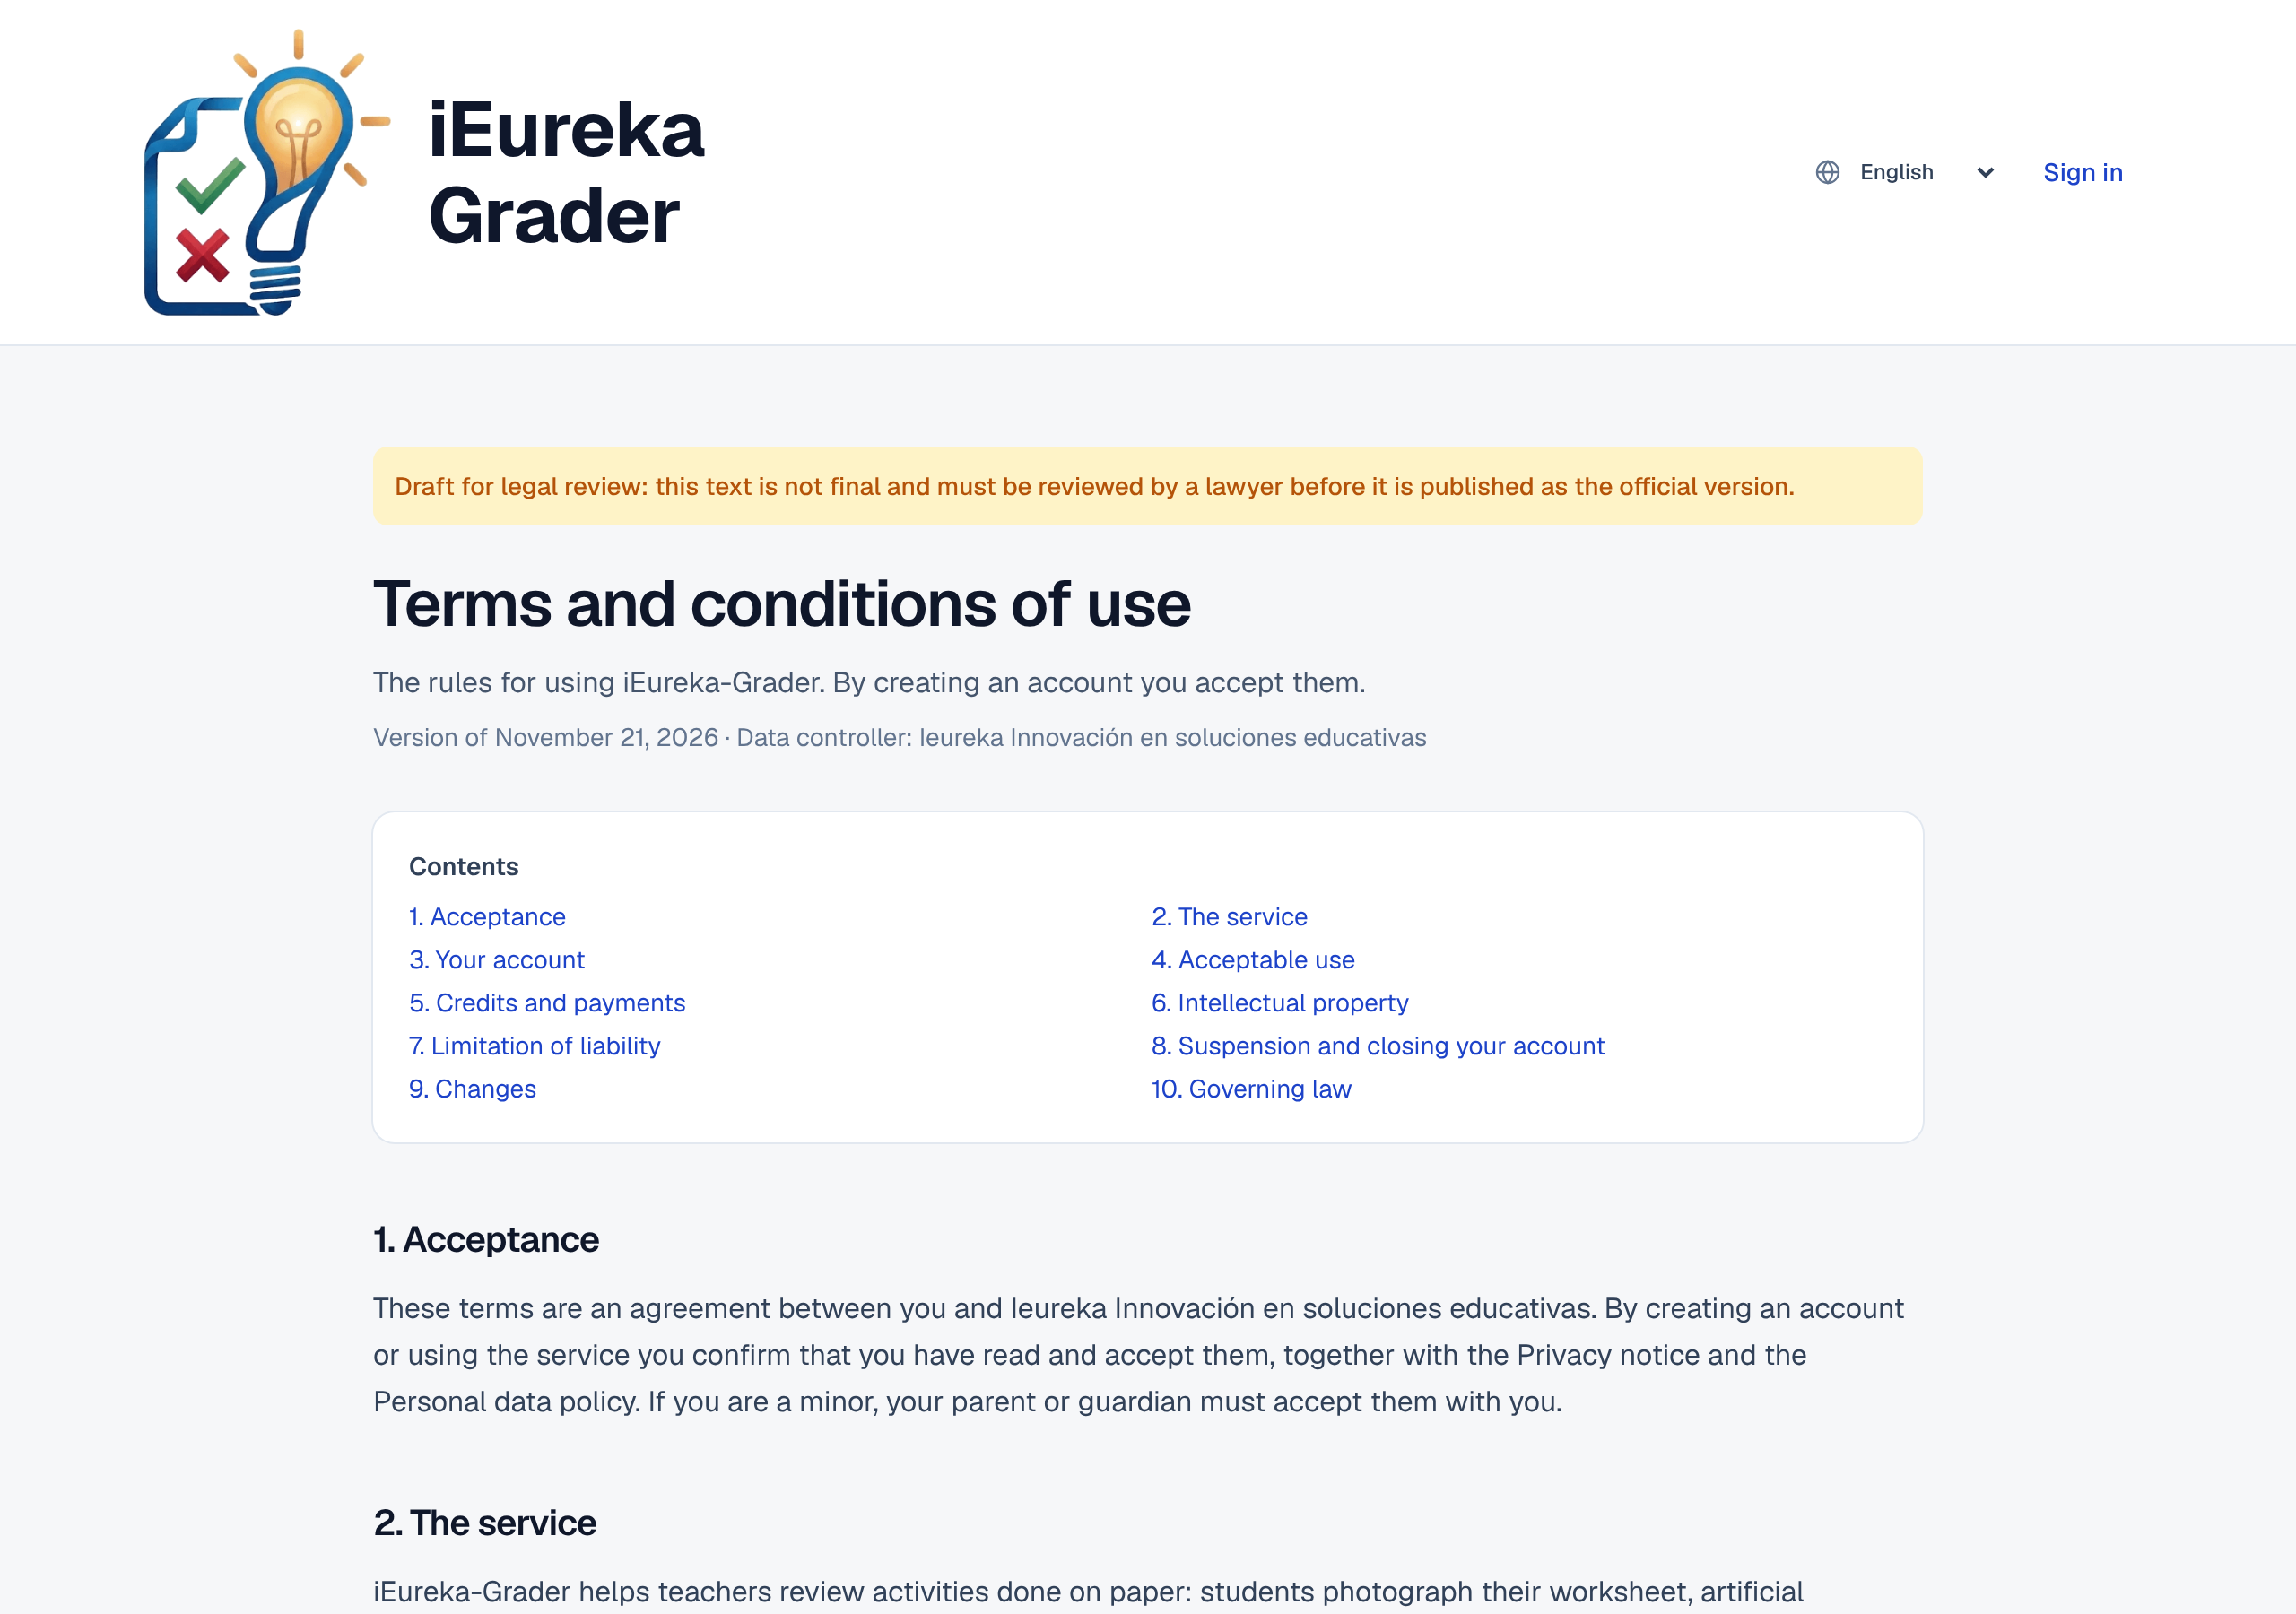 iEureka
Grader
English
Sign in
Draft for legal review: this text is not final and must be reviewed by a lawyer before it is published as the official version.
Terms and conditions of use
The rules for using iEureka-Grader. By creating an account you accept them.
Version of November 21, 2026 · Data controller: Ieureka Innovación en soluciones educativas
Contents
1. Acceptance
2. The service
3. Your account
4. Acceptable use
5. Credits and payments
6. Intellectual property
7. Limitation of liability
8. Suspension and closing your account
9. Changes
10. Governing law
1. Acceptance
These terms are an agreement between you and Ieureka Innovación en soluciones educativas. By creating an account
or using the service you confirm that you have read and accept them, together with the Privacy notice and the
Personal data policy. If you are a minor, your parent or guardian must accept them with you.
2. The service
iEureka-Grader helps teachers review activities done on paper: students photograph their worksheet, artificial